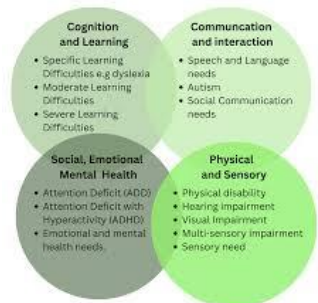 Cognition
and Learning
• Specific Learning
Difficulties e.g dyslexia
• Moderate Learning
Difficulties
• Severe Learning
Difficulties
Communcation
and interaction
• Speech and Language
needs
• Autism
• Social Communication
needs
Social, Emotional
Mental Health
• Attention Deficit (ADD)
• Attention Deficit with
Hyperactivity (ADHD)
• Emotional and mental
health needs.
Physical
and Sensory
• Physical disability
• Hearing impairment
• Visual Impairment
• Multi-sensory impairment
• Sensory need